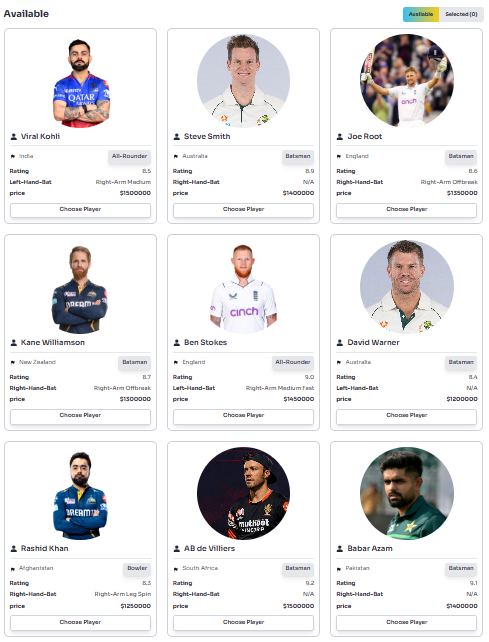 Available
Available Selected (0)
Viral Kohli
India All-Rounder
Rating 8.5
Left-Hand-Bat Right-Arm Medium
price $1500000
Choose Player
Steve Smith
Australia Batsman
Rating 8.9
Right-Hand-Bat N/A
price $1400000
Choose Player
Joe Root
England Batsman
Rating 8.6
Right-Hand-Bat Right-Arm Offbreak
price $1350000
Choose Player
Kane Williamson
New Zealand Batsman
Rating 8.7
Right-Hand-Bat Right-Arm Offbreak
price $1300000
Choose Player
Ben Stokes
England All-Rounder
Rating 9.0
Left-Hand-Bat Right-Arm Medium Fast
price $1450000
Choose Player
David Warner
Australia Batsman
Rating 8.4
Left-Hand-Bat N/A
price $1200000
Choose Player
Rashid Khan
Afghanistan Bowler
Rating 8.3
Right-Hand-Bat Right-Arm Leg Spin
price $1250000
Choose Player
AB de Villiers
South Africa Batsman
Rating 9.2
Right-Hand-Bat N/A
price $1500000
Choose Player
Babar Azam
Pakistan Batsman
Rating 9.1
Right-Hand-Bat N/A
price $1400000
Choose Player
QATAR
cinch
cinch